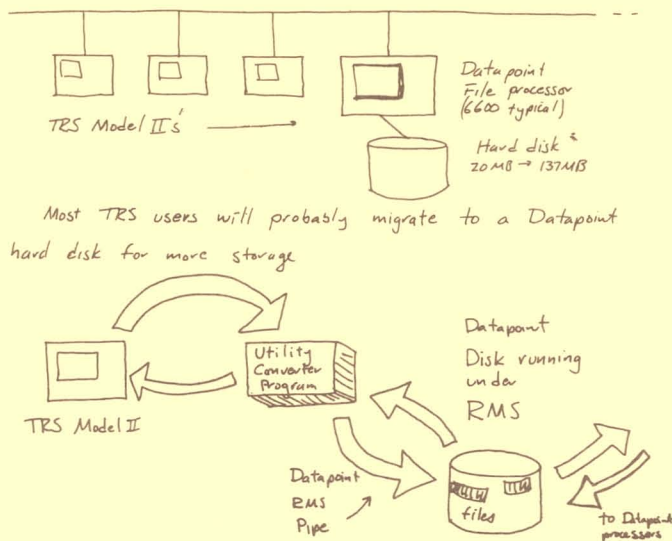 Datapoint
File processor
(6600 typical)
TRS Model II's
Hard disk
20MB → 137MB
Most TRS users will probably migrate to a Datapoint
hard disk for more storage
Utility
Converter
Program
TRS Model II
Datapoint
Disk running
under
RMS
Datapoint
RMS
Pipe
files
to Datapoint
processors